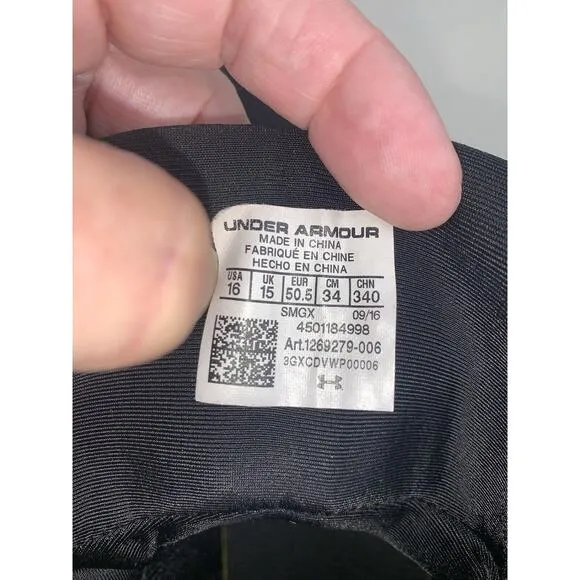 UNDER ARMOUR
MADE IN CHINA
FABRIQUÉ EN CHINE
HECHO EN CHINA
USA UK EUR CM CHN
16 15 50.5 34 340
SMGX 09/16
4501184998
Art.1269279-006
3GXCDVWP00006